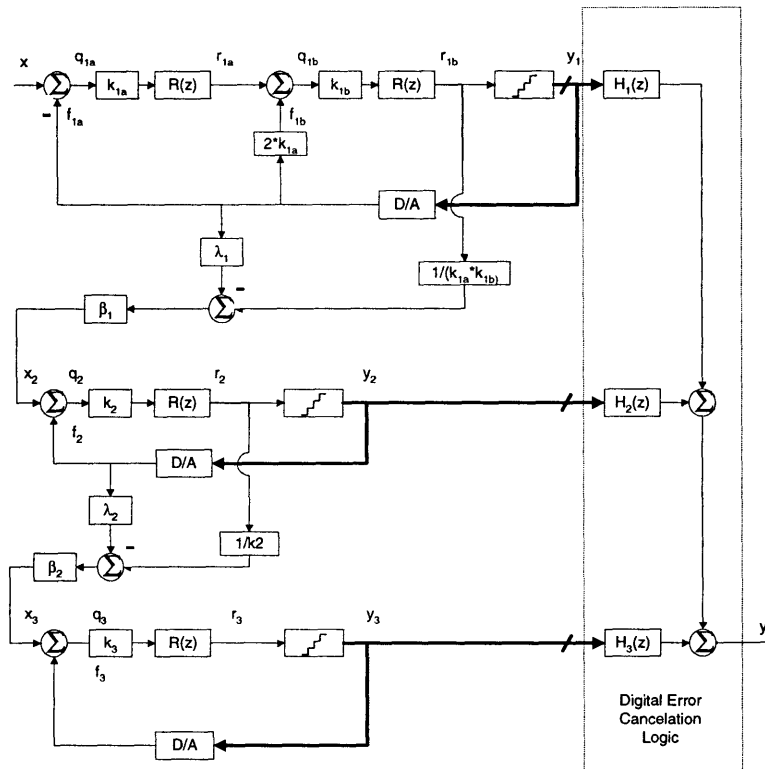 x q1a r1a q1b r1b y1
k1a R(z) Σ k1b R(z) H1(z)
Σ
- f1a f1b
2*k1a
D/A
λ1
1/(k1a*k1b)
-
β1 Σ
x2 q2 r2 y2
Σ k2 R(z) H2(z) Σ
f2
D/A
λ2
1/k2
-
β2 Σ
x3 q3 r3 y3 y
Σ k3 R(z) H3(z) Σ
f3
D/A
Digital Error
Cancelation
Logic